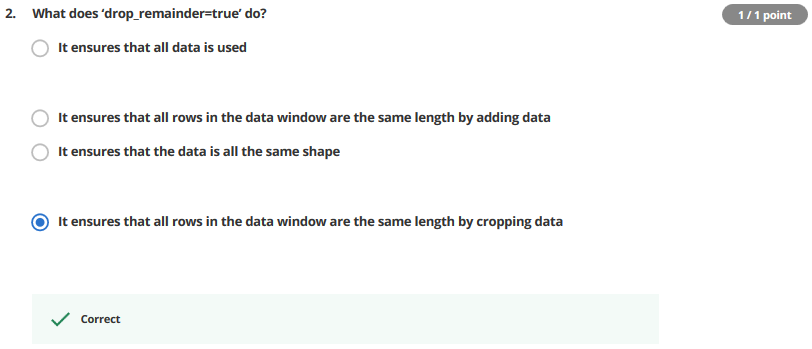 2. What does ‘drop_remainder=true’ do?
1 / 1 point
It ensures that all data is used
It ensures that all rows in the data window are the same length by adding data
It ensures that the data is all the same shape
It ensures that all rows in the data window are the same length by cropping data
Correct